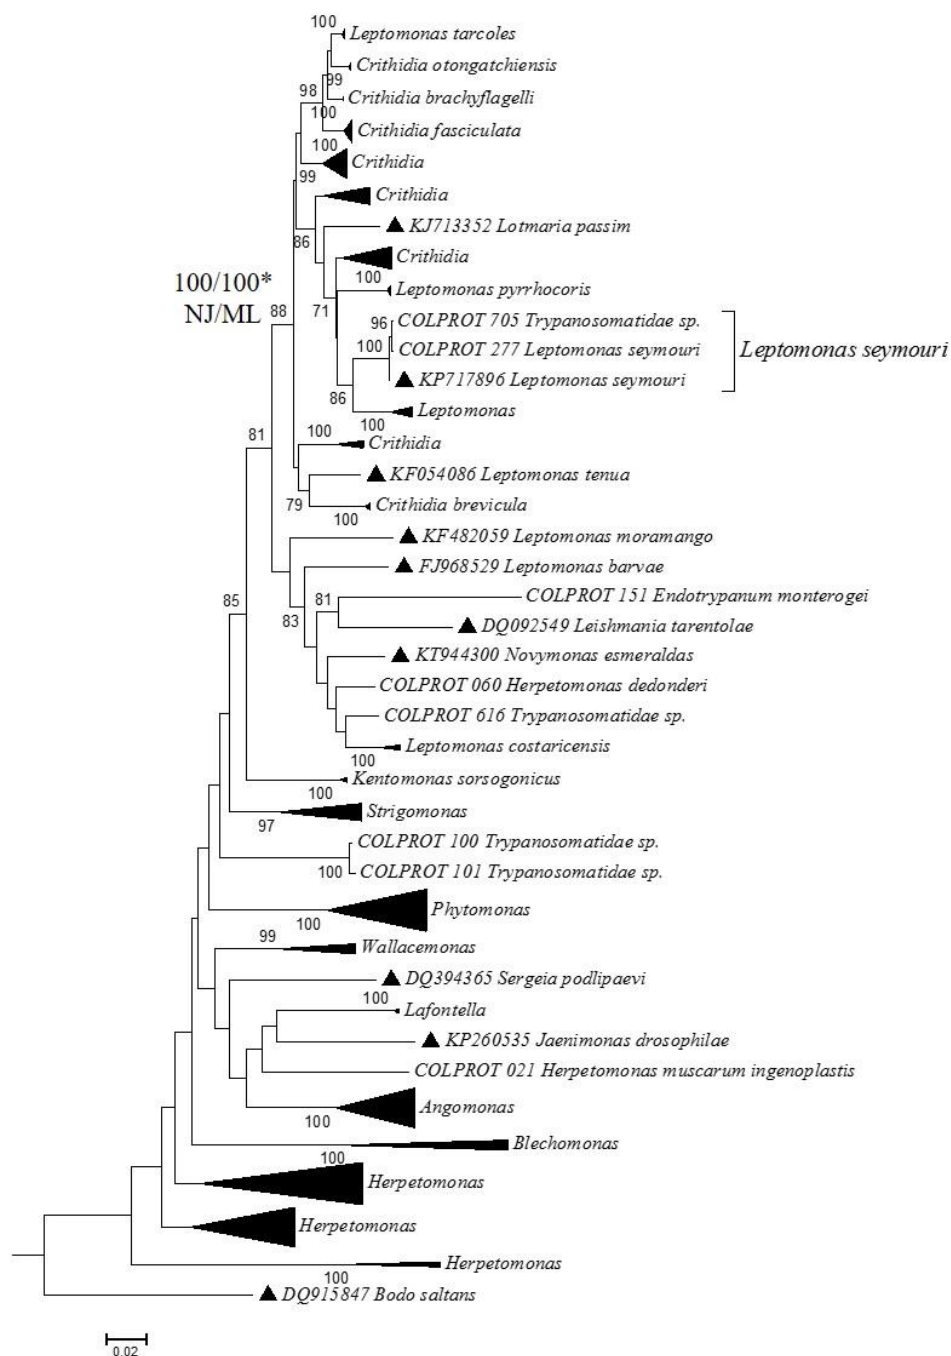 100
Leptomonas tarcoles
Crithidia otongatchiensis
99
98
Crithidia brachyflagelli
100
Crithidia fasciculata
100
Crithidia
99
Crithidia
KJ713352 Lotmaria passim
86
Crithidia
100/100*
100
Leptomonas pyrrhocoris
NJ/ML
88
71
96
COLPROT 705 Trypanosomatidae sp.
100
COLPROT 277 Leptomonas seymouri
Leptomonas seymouri
KP717896 Leptomonas seymouri
86
Leptomonas
100
100
Crithidia
81
KF054086 Leptomonas tenua
79
Crithidia brevicula
100
KF482059 Leptomonas moramango
FJ968529 Leptomonas barvae
85
81
COLPROT 151 Endotrypanum monterogei
83
DQ092549 Leishmania tarentolae
KT944300 Novymonas esmeraldas
COLPROT 060 Herpetomonas dedonderi
COLPROT 616 Trypanosomatidae sp.
Leptomonas costaricensis
100
Kentomonas sorsogonicus
100
Strigomonas
97
COLPROT 100 Trypanosomatidae sp.
100
COLPROT 101 Trypanosomatidae sp.
Phytomonas
100
99
Wallacemonas
DQ394365 Sergeia podlipaevi
100
Lafontella
KP260535 Jaenimonas drosophilae
COLPROT 021 Herpetomonas muscarum ingenoplastis
Angomonas
100
Blechomonas
100
Herpetomonas
Herpetomonas
Herpetomonas
100
DQ915847 Bodo saltans
0.02